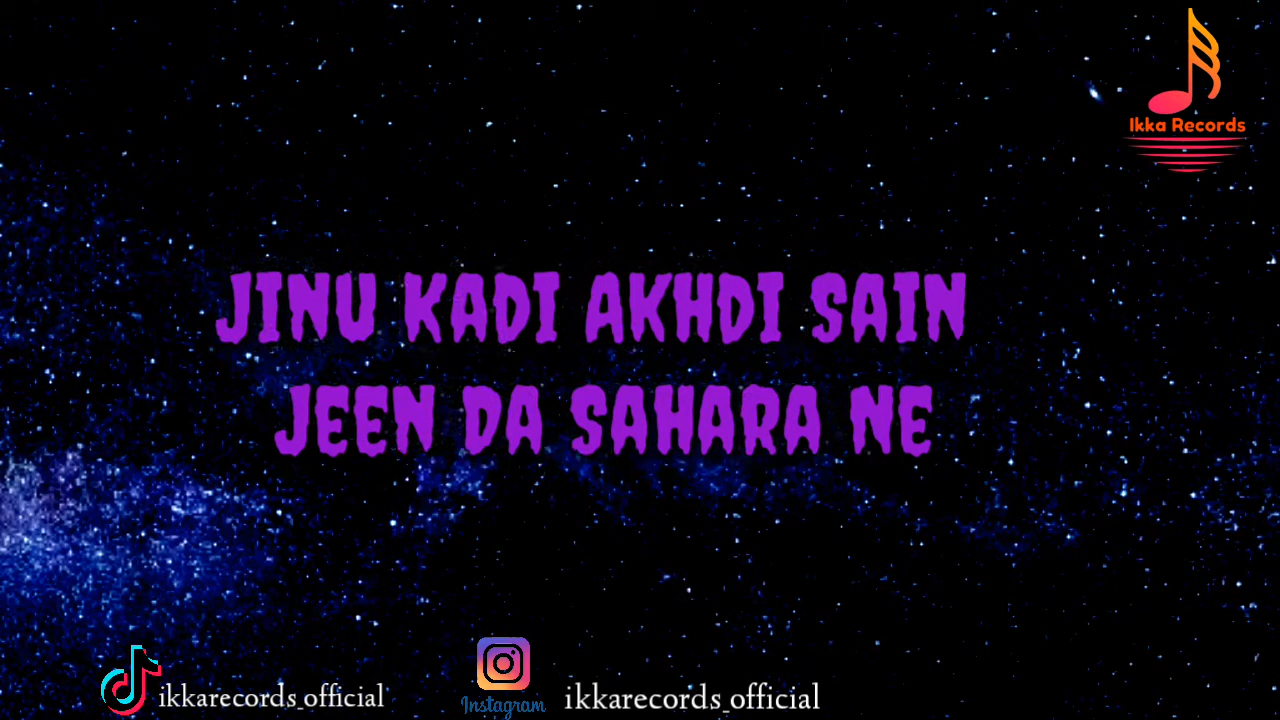 Ikka Records
JINU KADI AKHDI SAIN
JEEN DA SAHARA NE
ikkarecords_official
Instagram
ikkarecords_official